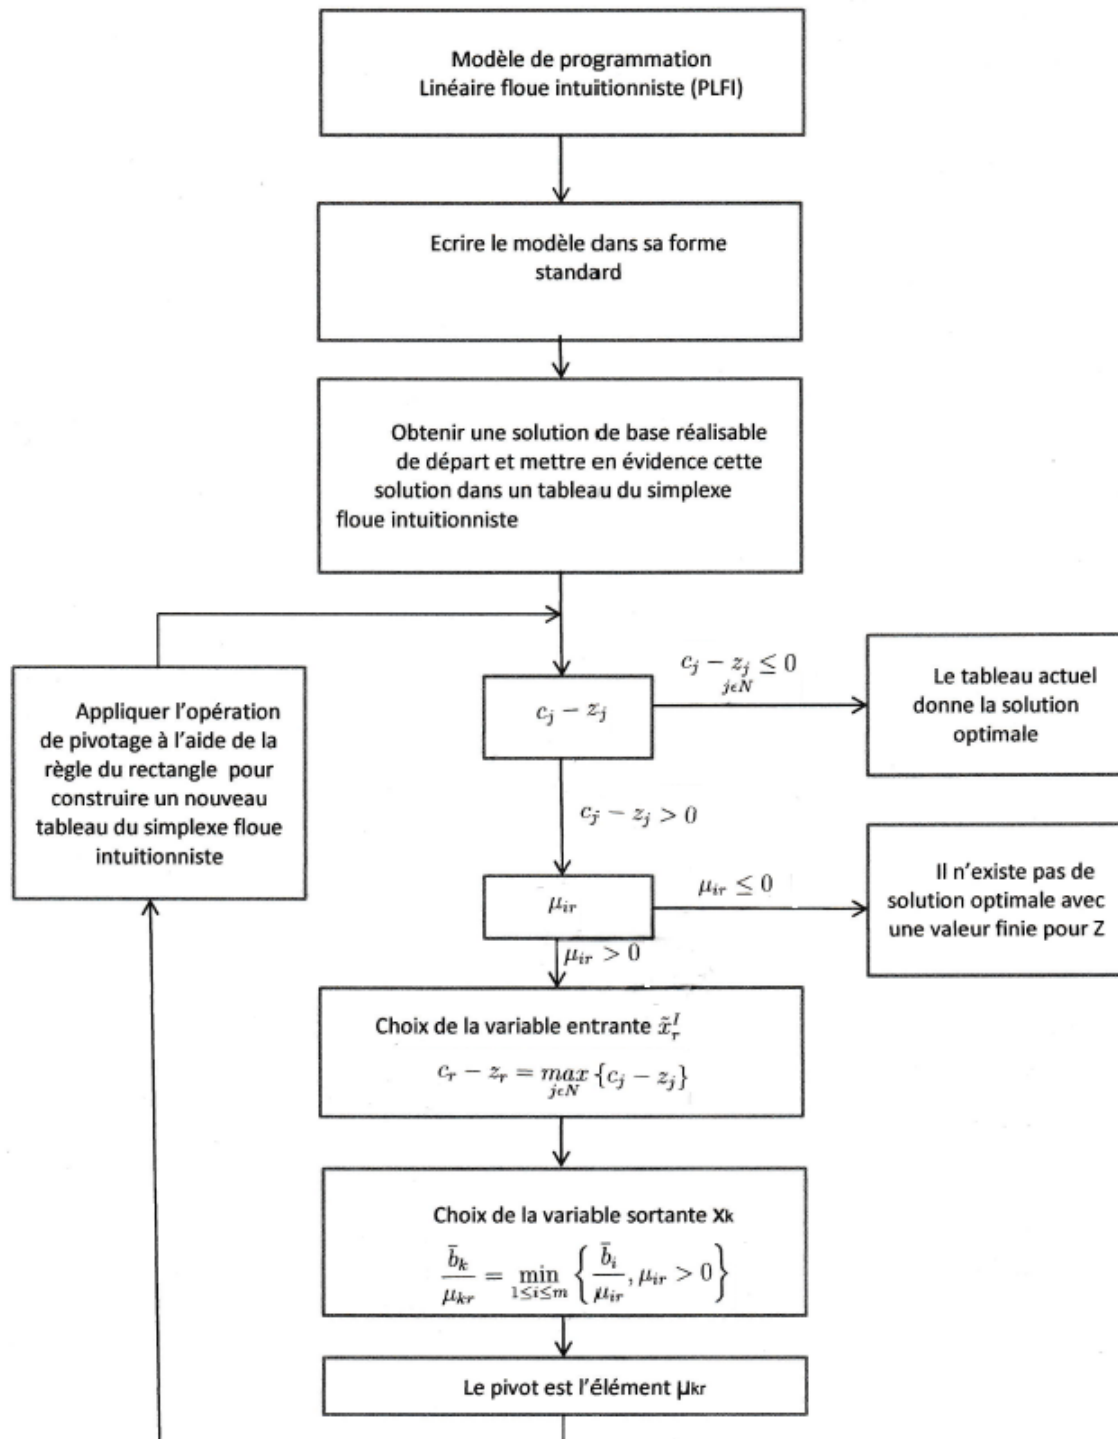 Modèle de programmation
Linéaire floue intuitionniste (PLFI)
Ecrire le modèle dans sa forme
standard
Obtenir une solution de base réalisable
de départ et mettre en évidence cette
solution dans un tableau du simplexe
floue intuitionniste
c_j − z_j
c_j − z_j ≤ 0
jϵN
Le tableau actuel
donne la solution
optimale
Appliquer l'opération
de pivotage à l'aide de la
règle du rectangle pour
construire un nouveau
tableau du simplexe floue
intuitionniste
c_j − z_j > 0
μ_ir
μ_ir ≤ 0
Il n'existe pas de
solution optimale avec
une valeur finie pour Z
μ_ir > 0
Choix de la variable entrante x̃_r^I
c_r − z_r = max {c_j − z_j}
jϵN
Choix de la variable sortante Xk
b̄_k / μ_kr = min { b̄_i / μ_ir , μ_ir > 0 }
1≤i≤m
Le pivot est l'élément μkr